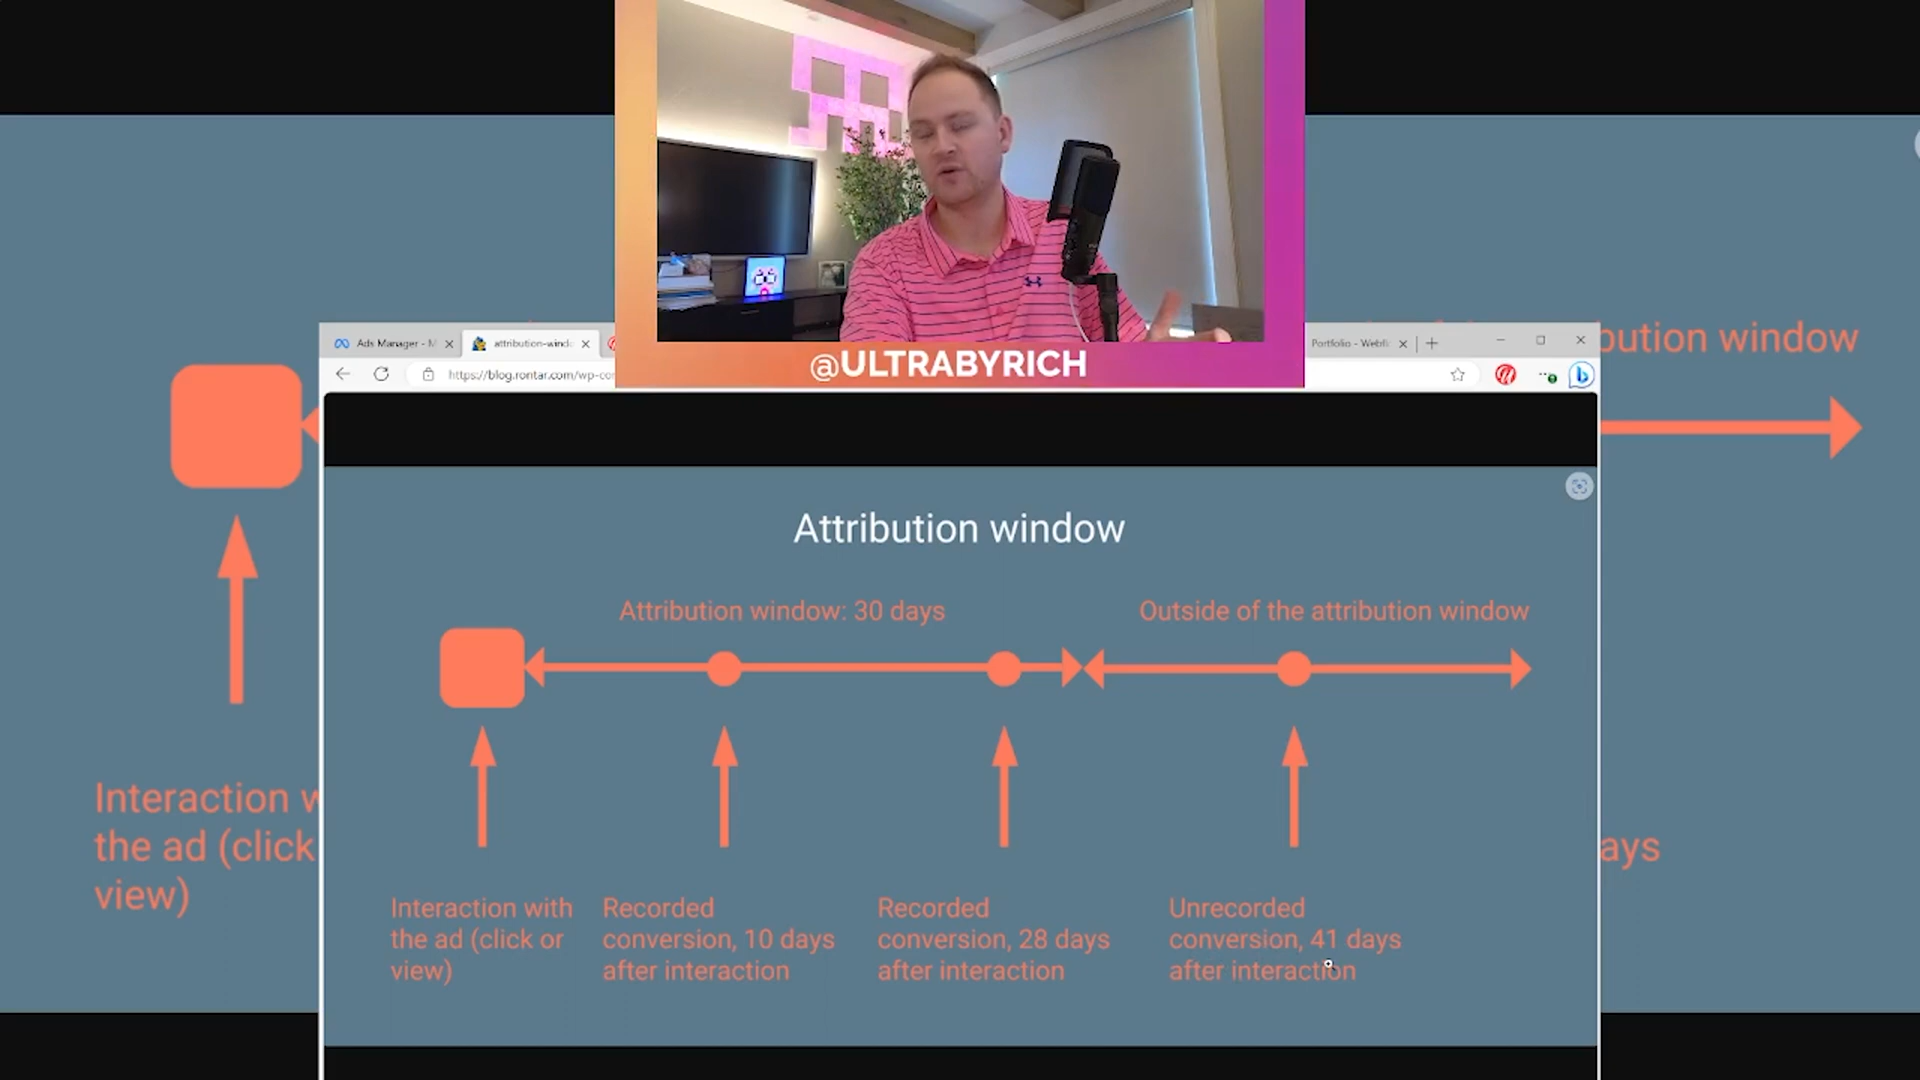 @ULTRABYRICH
Ads Manager - M
attribution-wind
Portfolio - Webfl
https://blog.rontar.com/wp-co
bution window
Attribution window
Attribution window: 30 days
Outside of the attribution window
Interaction w
the ad (click
view)
ays
Interaction with
the ad (click or
view)
Recorded
conversion, 10 days
after interaction
Recorded
conversion, 28 days
after interaction
Unrecorded
conversion, 41 days
after interaction